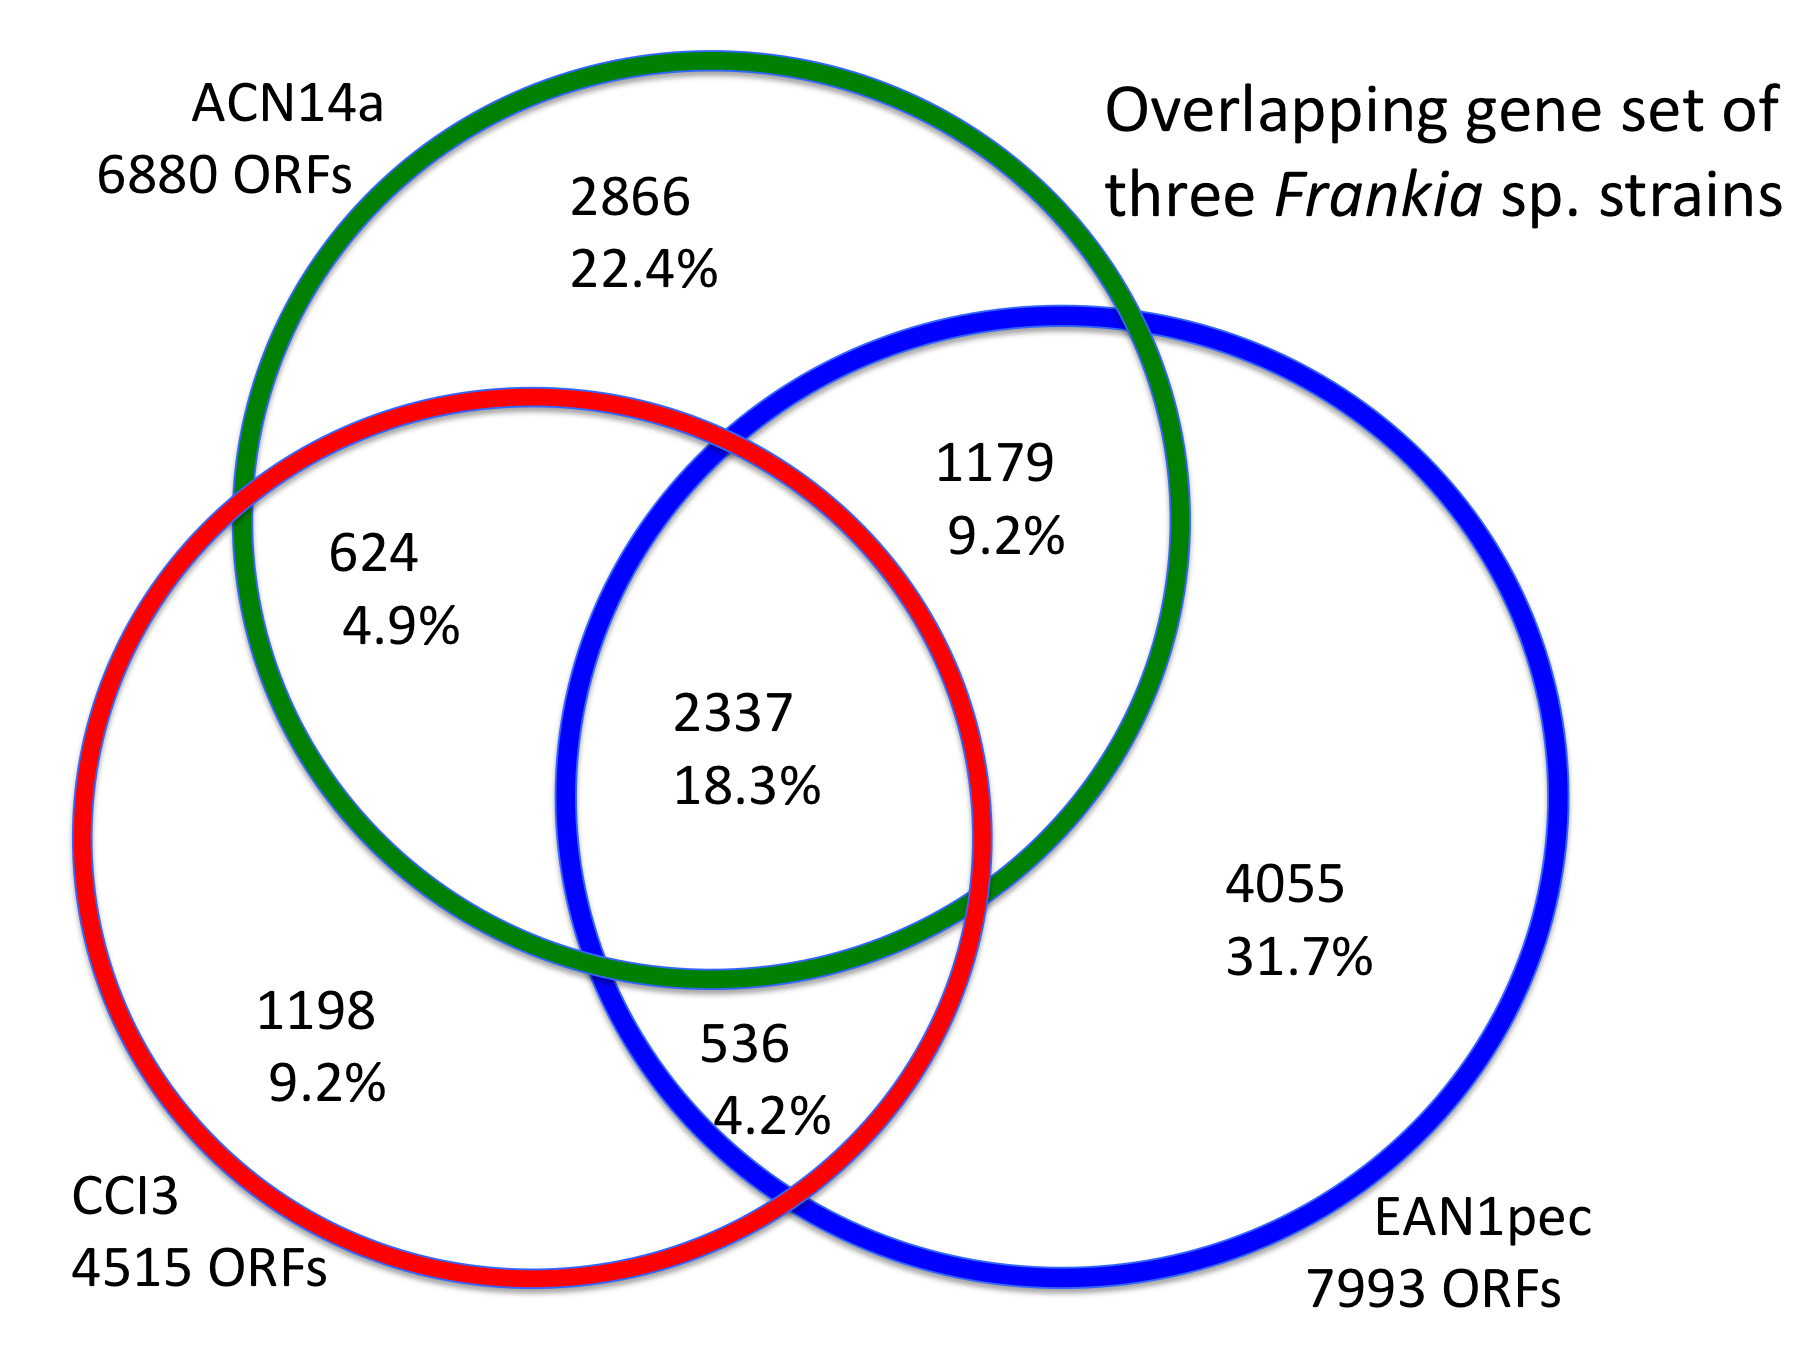 ACN14a
6880 ORFs
Overlapping gene set of
three Frankia sp. strains
2866
22.4%
1179
9.2%
624
4.9%
2337
18.3%
4055
31.7%
1198
9.2%
536
4.2%
CCI3
4515 ORFs
EAN1pec
7993 ORFs